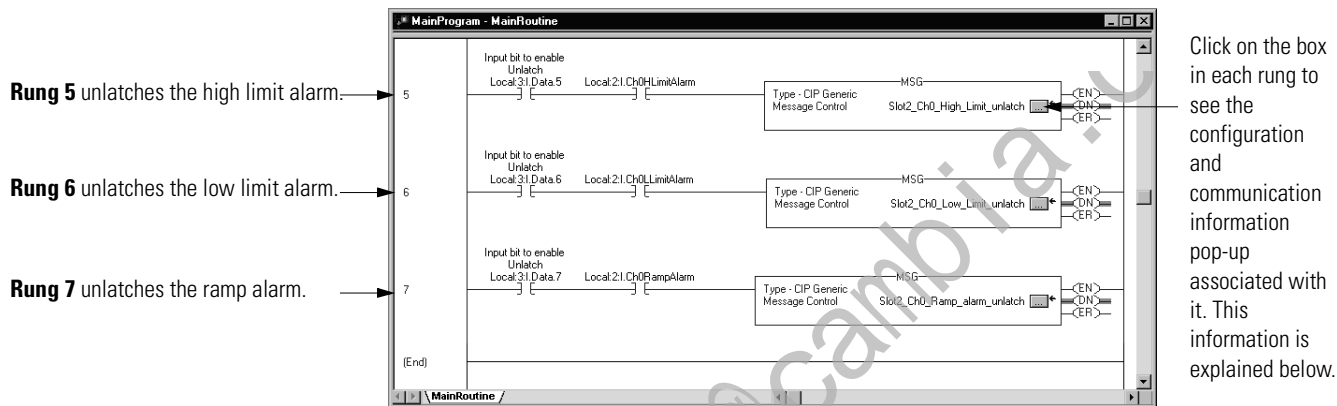 MainProgram - MainRoutine
Rung 5 unlatches the high limit alarm.
5
Input bit to enable
Unlatch
Local:3:I.Data.5 Local:2:I.Ch0HLimitAlarm
MSG
Type - CIP Generic
Message Control Slot2_Ch0_High_Limit_unlatch ...
EN
DN
ER
Rung 6 unlatches the low limit alarm.
6
Input bit to enable
Unlatch
Local:3:I.Data.6 Local:2:I.Ch0LLimitAlarm
MSG
Type - CIP Generic
Message Control Slot2_Ch0_Low_Limit_unlatch ...
EN
DN
ER
Rung 7 unlatches the ramp alarm.
7
Input bit to enable
Unlatch
Local:3:I.Data.7 Local:2:I.Ch0RampAlarm
MSG
Type - CIP Generic
Message Control Slot2_Ch0_Ramp_alarm_unlatch ...
EN
DN
ER
(End)
MainRoutine
Click on the box
in each rung to
see the
configuration
and
communication
information
pop-up
associated with
it. This
information is
explained below.